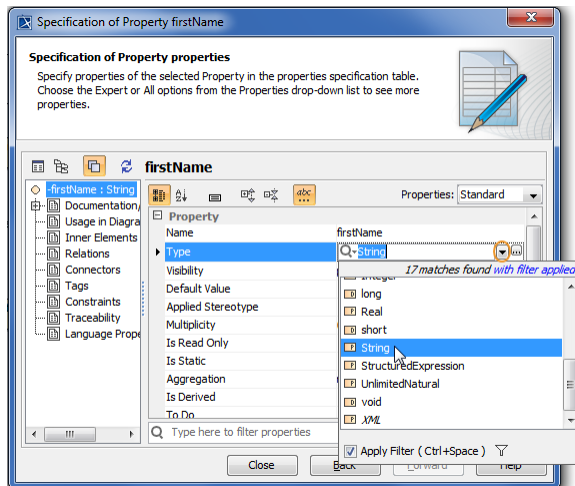 Specification of Property firstName
Specification of Property properties
Specify properties of the selected Property in the properties specification table.
Choose the Expert or All options from the Properties drop-down list to see more
properties.
firstName
-firstName : String
Documentation/
Usage in Diagra
Inner Elements
Relations
Connectors
Tags
Constraints
Traceability
Language Prope
abc
Properties: Standard
Property
Name firstName
Type String
Visibility
Default Value
Applied Stereotype
Multiplicity
Is Read Only
Is Static
Aggregation
Is Derived
To Do
17 matches found with filter applied
Integer
long
Real
short
String
StructuredExpression
UnlimitedNatural
void
XML
Apply Filter ( Ctrl+Space )
Type here to filter properties
Close Back Forward Help